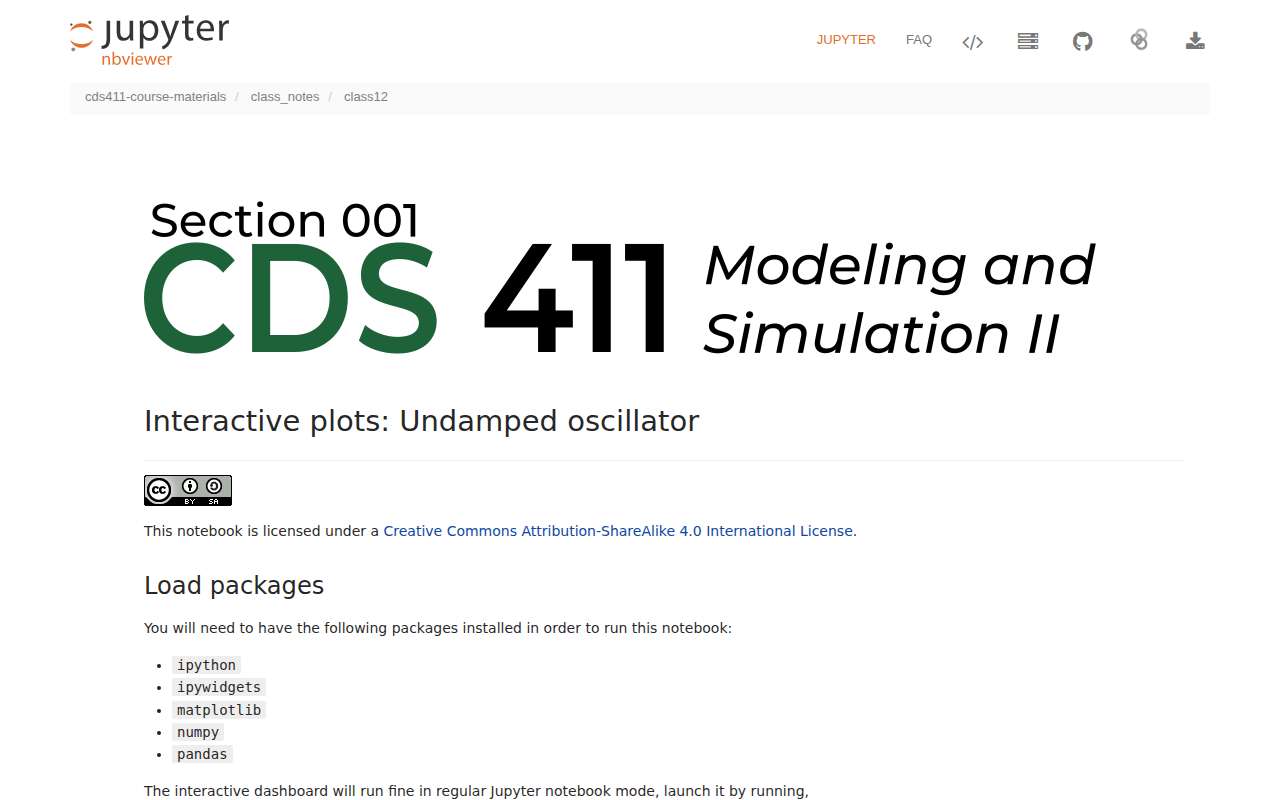 jupyter
nbviewer
JUPYTER FAQ
cds411-course-materials / class_notes / class12
Section 001
CDS 411 Modeling and
Simulation II
Interactive plots: Undamped oscillator
cc BY SA
This notebook is licensed under a Creative Commons Attribution-ShareAlike 4.0 International License.
Load packages
You will need to have the following packages installed in order to run this notebook:
ipython
ipywidgets
matplotlib
numpy
pandas
The interactive dashboard will run fine in regular Jupyter notebook mode, launch it by running,